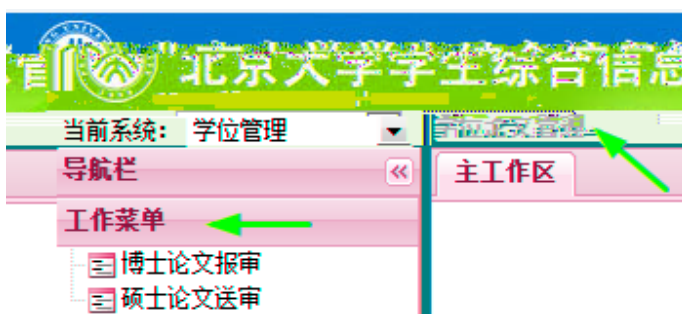 北京大学学生综合信息
当前系统： 学位管理
导航栏
主工作区
工作菜单
博士论文报审
硕士论文送审